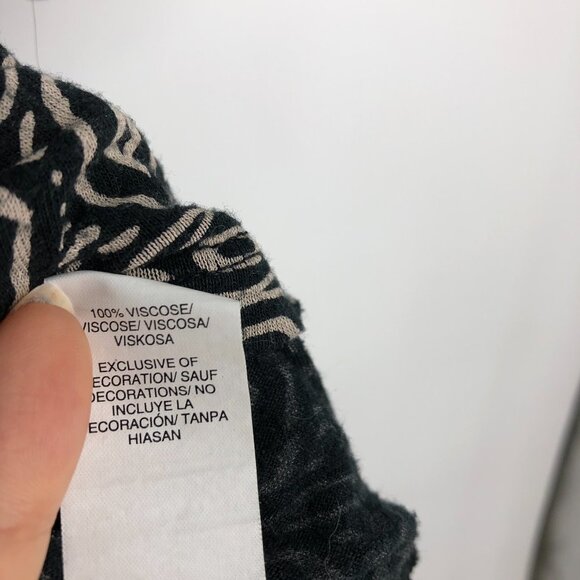 100% VISCOSE/
VISCOSE/ VISCOSA/
VISKOSA
EXCLUSIVE OF
DECORATION/ SAUF
DECORATIONS/ NO
INCLUYE LA
DECORACIÓN/ TANPA
HIASAN